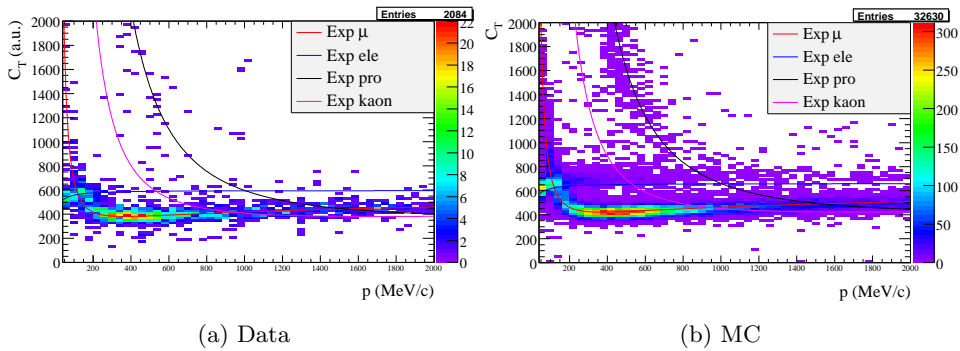 Entries 2084
C_T (a.u.)
2000
1800
1600
1400
1200
1000
800
600
400
200
0
Exp μ
Exp ele
Exp pro
Exp kaon
22
20
18
16
14
12
10
8
6
4
2
0
200 400 600 800 1000 1200 1400 1600 1800 2000
p (MeV/c)
(a) Data
Entries 32630
C_T
2000
1800
1600
1400
1200
1000
800
600
400
200
0
Exp μ
Exp ele
Exp pro
Exp kaon
300
250
200
150
100
50
0
200 400 600 800 1000 1200 1400 1600 1800 2000
p (MeV/c)
(b) MC